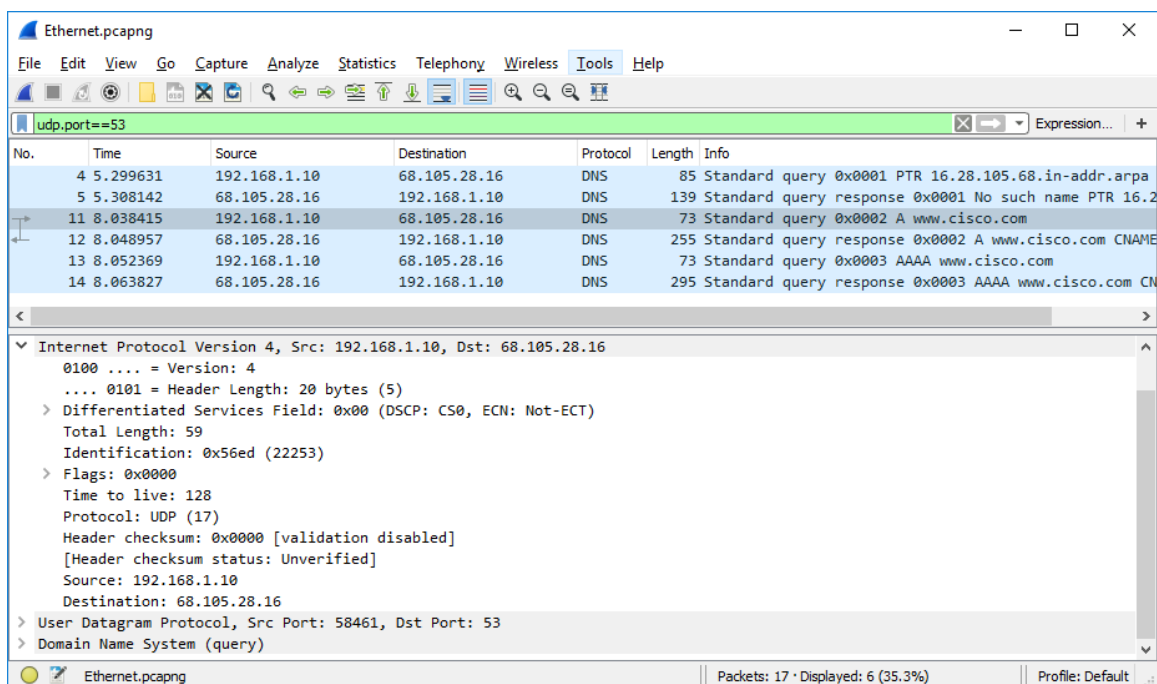 Ethernet.pcapng
File Edit View Go Capture Analyze Statistics Telephony Wireless Tools Help
udp.port==53 Expression... +
No. Time Source Destination Protocol Length Info
4 5.299631 192.168.1.10 68.105.28.16 DNS 85 Standard query 0x0001 PTR 16.28.105.68.in-addr.arpa
5 5.308142 68.105.28.16 192.168.1.10 DNS 139 Standard query response 0x0001 No such name PTR 16.2
11 8.038415 192.168.1.10 68.105.28.16 DNS 73 Standard query 0x0002 A www.cisco.com
12 8.048957 68.105.28.16 192.168.1.10 DNS 255 Standard query response 0x0002 A www.cisco.com CNAME
13 8.052369 192.168.1.10 68.105.28.16 DNS 73 Standard query 0x0003 AAAA www.cisco.com
14 8.063827 68.105.28.16 192.168.1.10 DNS 295 Standard query response 0x0003 AAAA www.cisco.com CN
Internet Protocol Version 4, Src: 192.168.1.10, Dst: 68.105.28.16
0100 .... = Version: 4
.... 0101 = Header Length: 20 bytes (5)
Differentiated Services Field: 0x00 (DSCP: CS0, ECN: Not-ECT)
Total Length: 59
Identification: 0x56ed (22253)
Flags: 0x0000
Time to live: 128
Protocol: UDP (17)
Header checksum: 0x0000 [validation disabled]
[Header checksum status: Unverified]
Source: 192.168.1.10
Destination: 68.105.28.16
User Datagram Protocol, Src Port: 58461, Dst Port: 53
Domain Name System (query)
Ethernet.pcapng Packets: 17 · Displayed: 6 (35.3%) Profile: Default